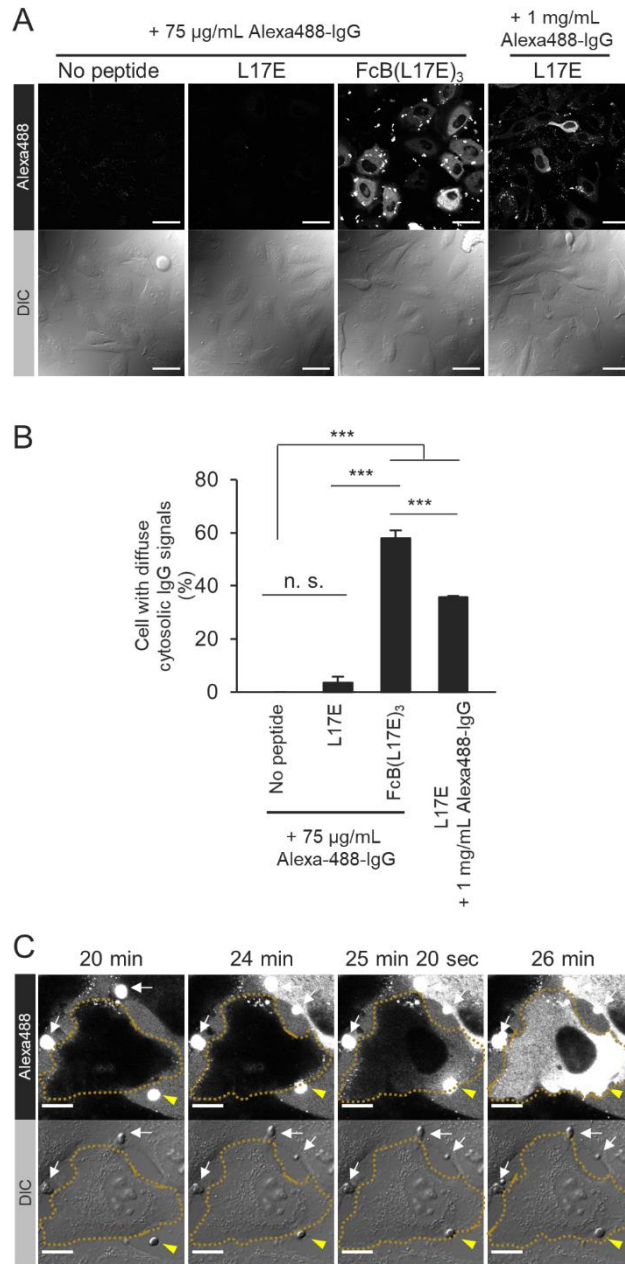 A
+ 75 µg/mL Alexa488-IgG
+ 1 mg/mL
Alexa488-IgG
No peptide
L17E
FcB(L17E)₃
L17E
Alexa488
DIC
B
Cell with diffuse
cytosolic IgG signals
(%)
80
60
40
20
0
***
***
***
n. s.
No peptide
L17E
FcB(L17E)₃
L17E
+ 1 mg/mL Alexa488-IgG
+ 75 µg/mL
Alexa-488-IgG
C
20 min
24 min
25 min 20 sec
26 min
Alexa488
DIC